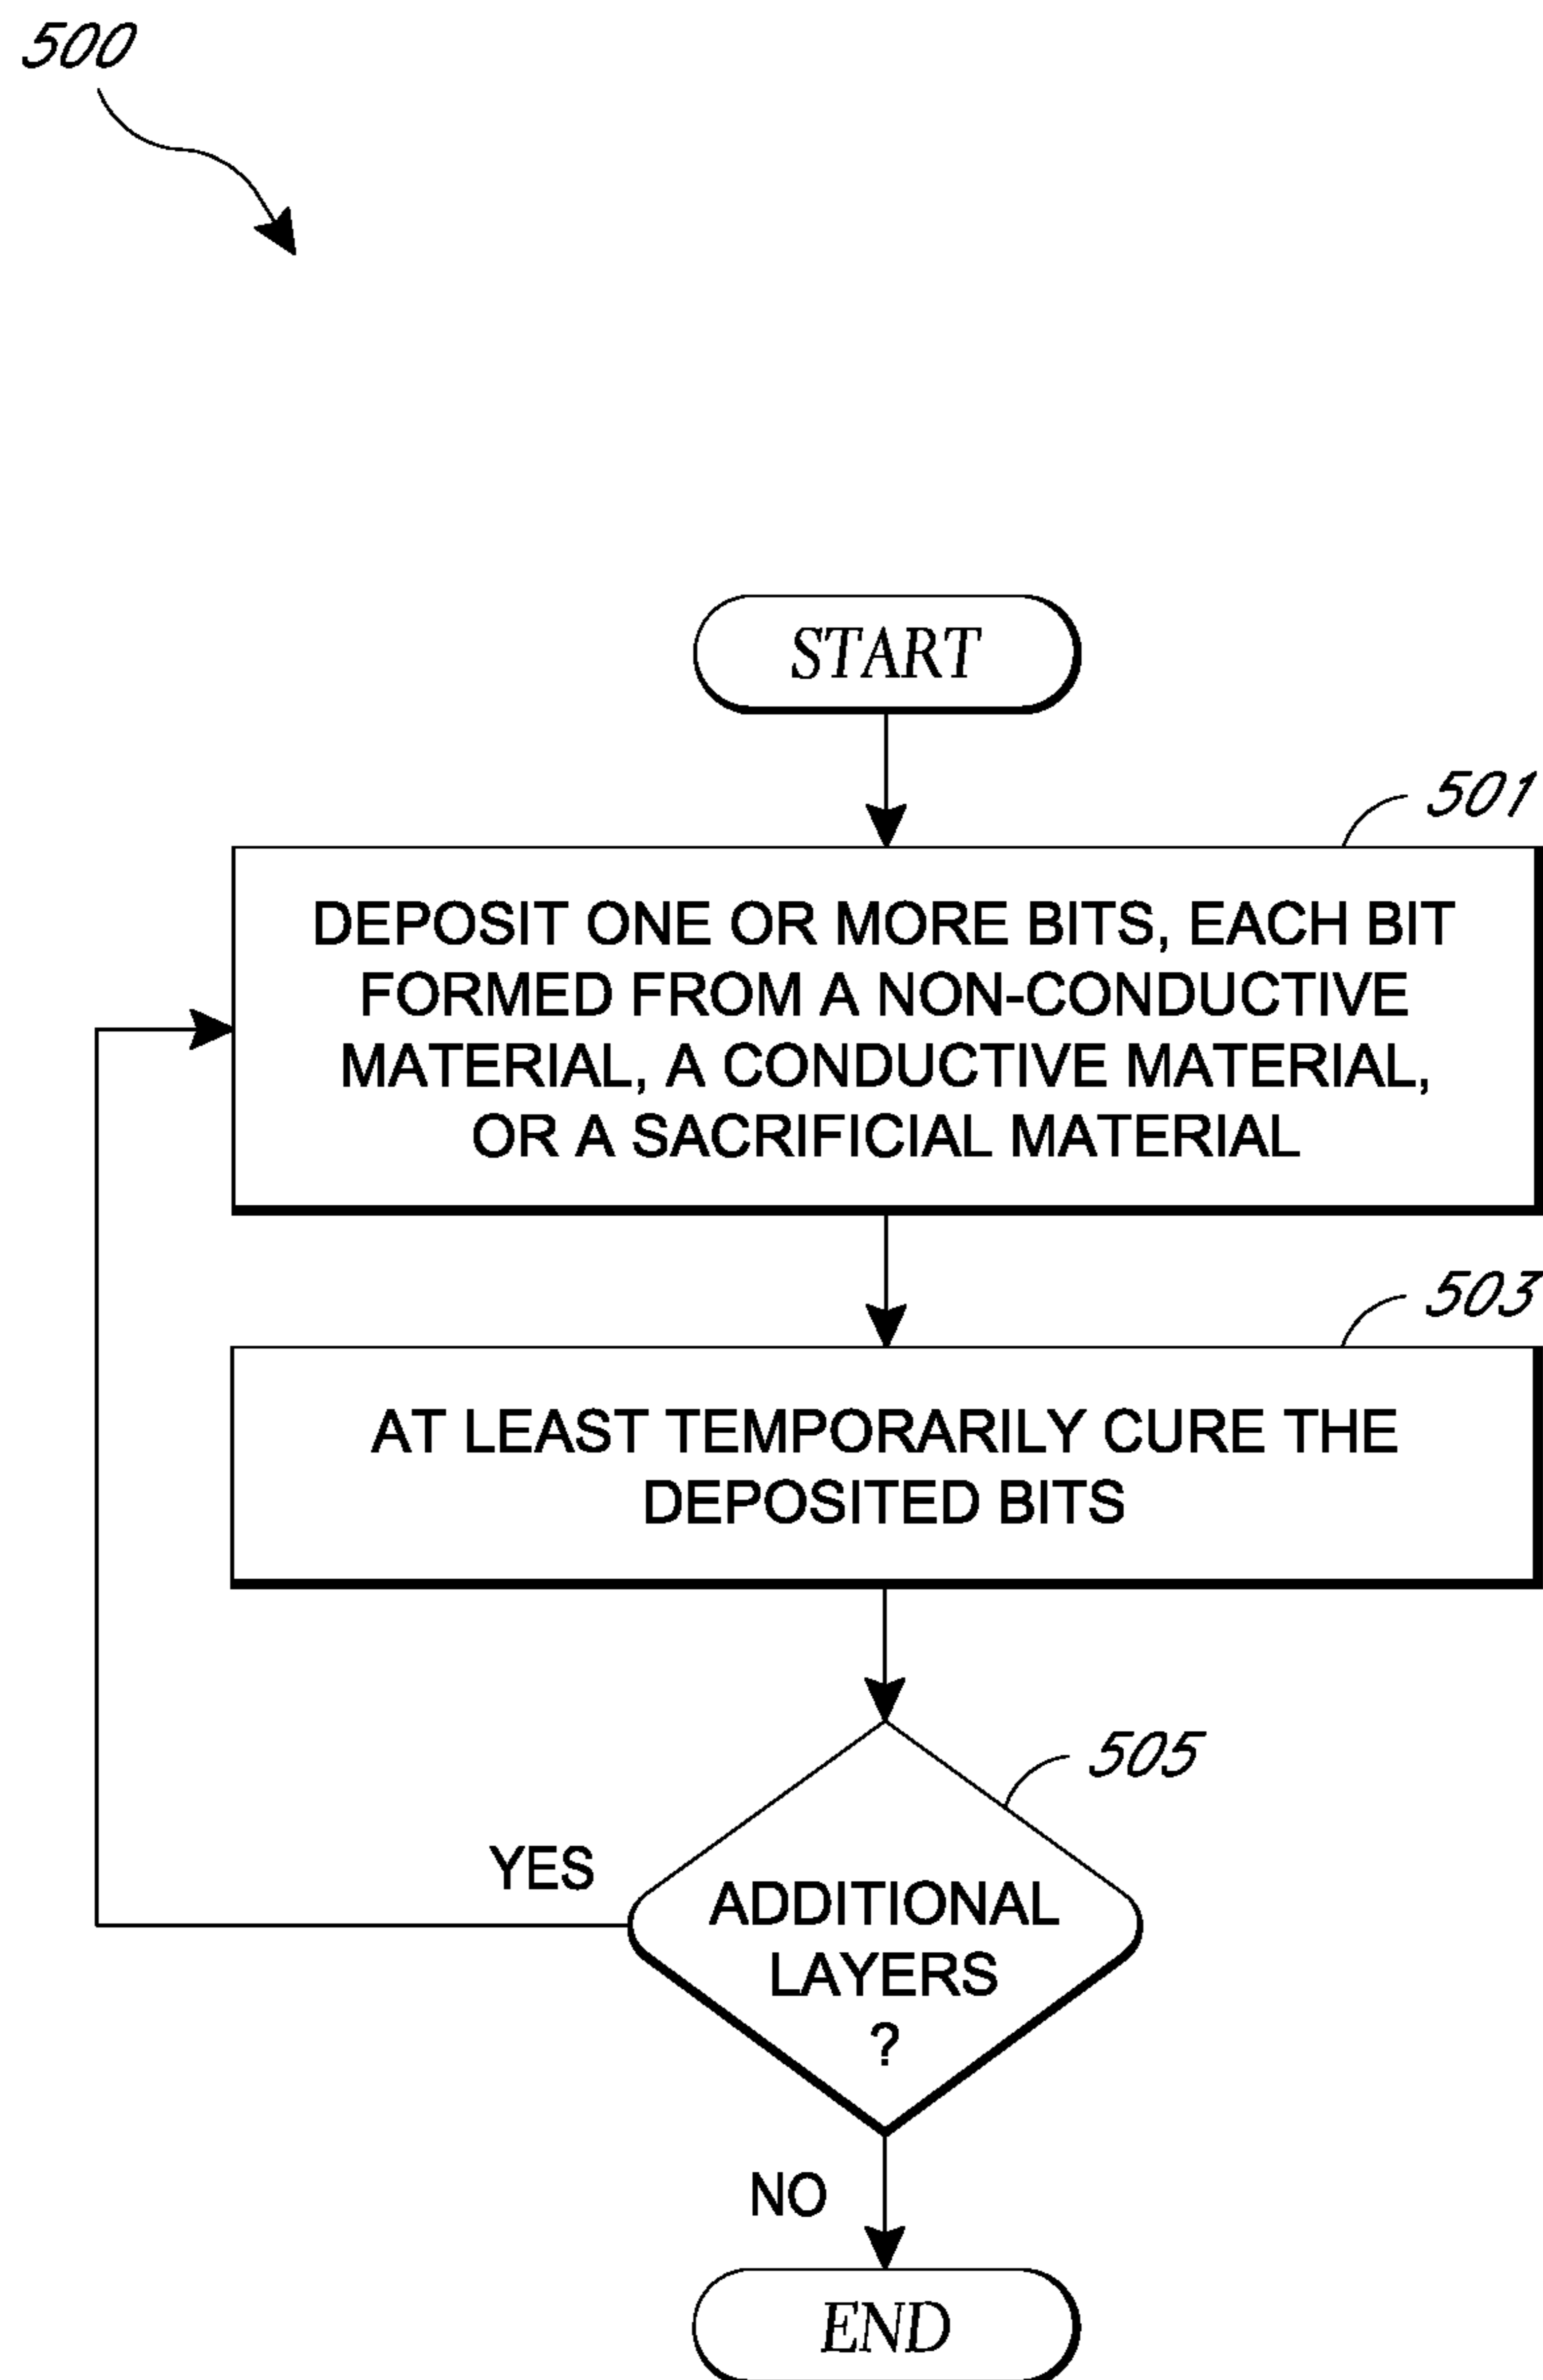 500
START
501
DEPOSIT ONE OR MORE BITS, EACH BIT
FORMED FROM A NON-CONDUCTIVE
MATERIAL, A CONDUCTIVE MATERIAL,
OR A SACRIFICIAL MATERIAL
503
AT LEAST TEMPORARILY CURE THE
DEPOSITED BITS
505
YES
ADDITIONAL
LAYERS
?
NO
END